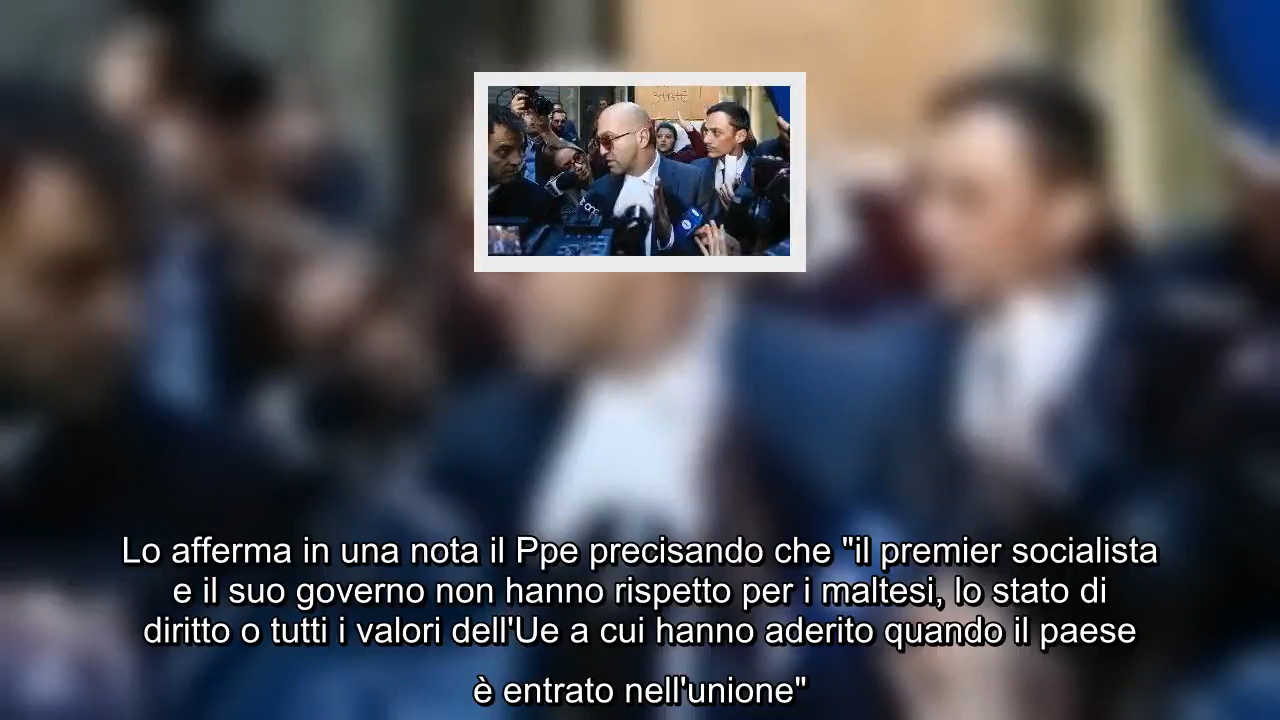 Lo afferma in una nota il Ppe precisando che "il premier socialista
e il suo governo non hanno rispetto per i maltesi, lo stato di
diritto o tutti i valori dell'Ue a cui hanno aderito quando il paese
è entrato nell'unione"